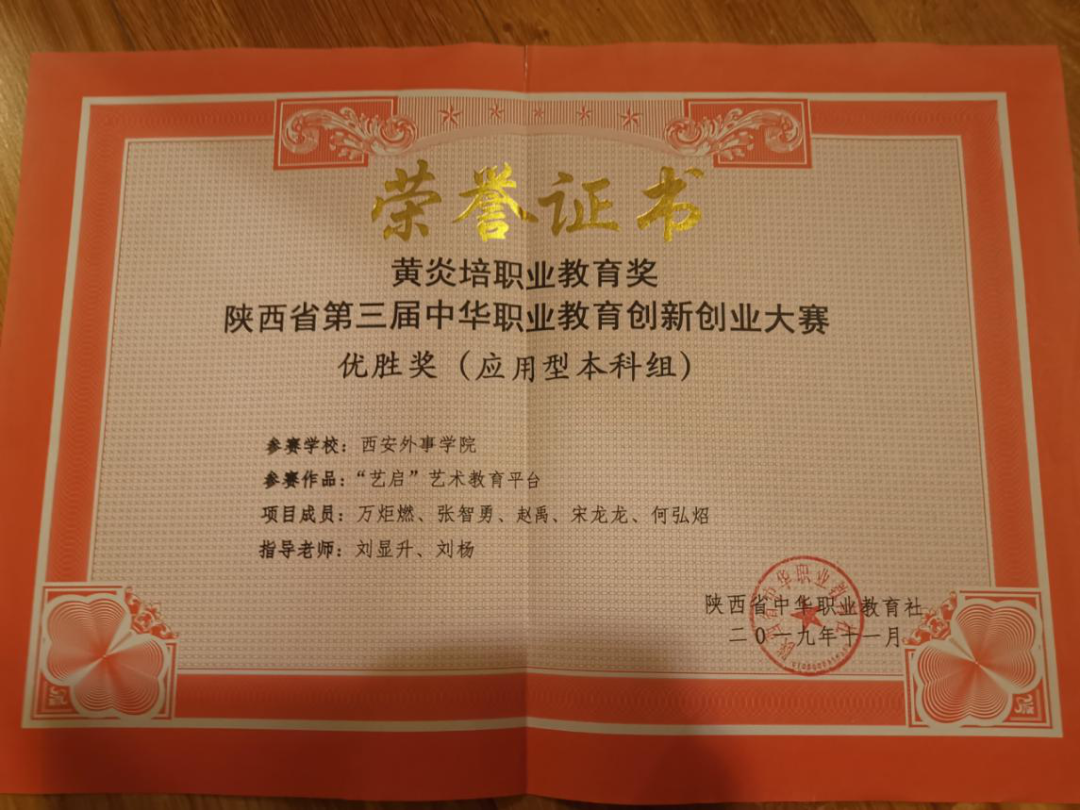 荣誉证书
黄炎培职业教育奖
陕西省第三届中华职业教育创新创业大赛
优胜奖（应用型本科组）
参赛学校：西安外事学院
参赛作品：“艺启”艺术教育平台
项目成员：万炬燃、张智勇、赵禹、宋龙龙、何弘炤
指导老师：刘显升、刘杨
陕西省中华职业教育社
二0一九年十一月